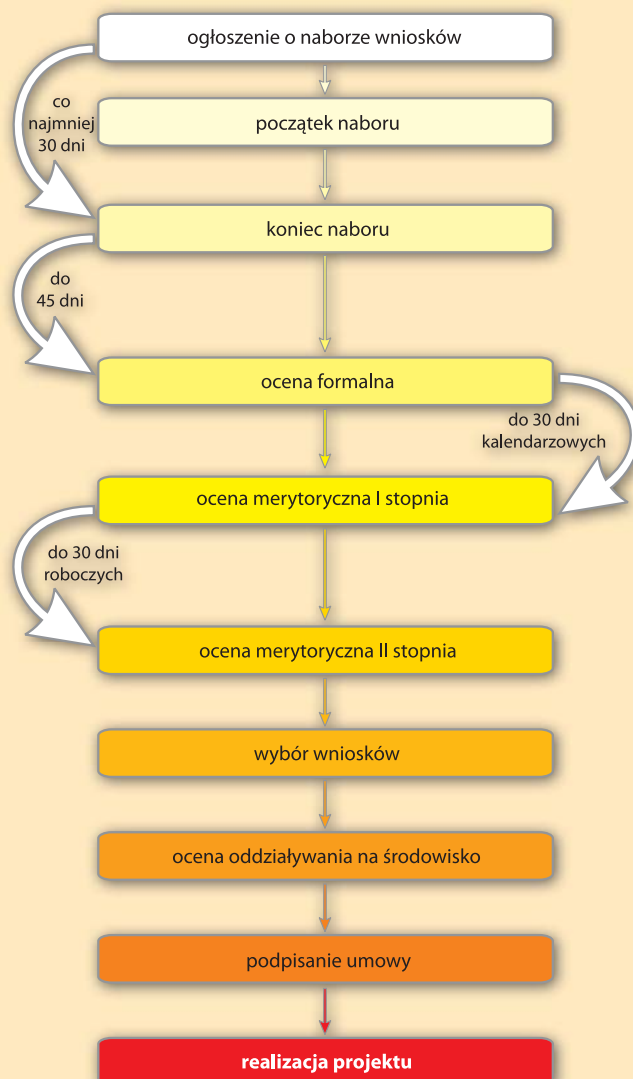 ogłoszenie o naborze wniosków
co
najmniej
30 dni
początek naboru
koniec naboru
do
45 dni
ocena formalna
do 30 dni
kalendarzowych
ocena merytoryczna I stopnia
do 30 dni
roboczych
ocena merytoryczna II stopnia
wybór wniosków
ocena oddziaływania na środowisko
podpisanie umowy
realizacja projektu